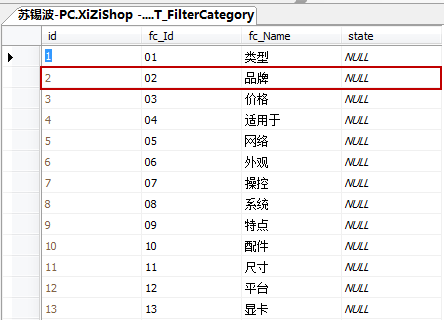 苏锡波-PC.XiZiShop -....T_FilterCategory
id fc_Id fc_Name state
1 01 类型 NULL
2 02 品牌 NULL
3 03 价格 NULL
4 04 适用于 NULL
5 05 网络 NULL
6 06 外观 NULL
7 07 操控 NULL
8 08 系统 NULL
9 09 特点 NULL
10 10 配件 NULL
11 11 尺寸 NULL
12 12 平台 NULL
13 13 显卡 NULL